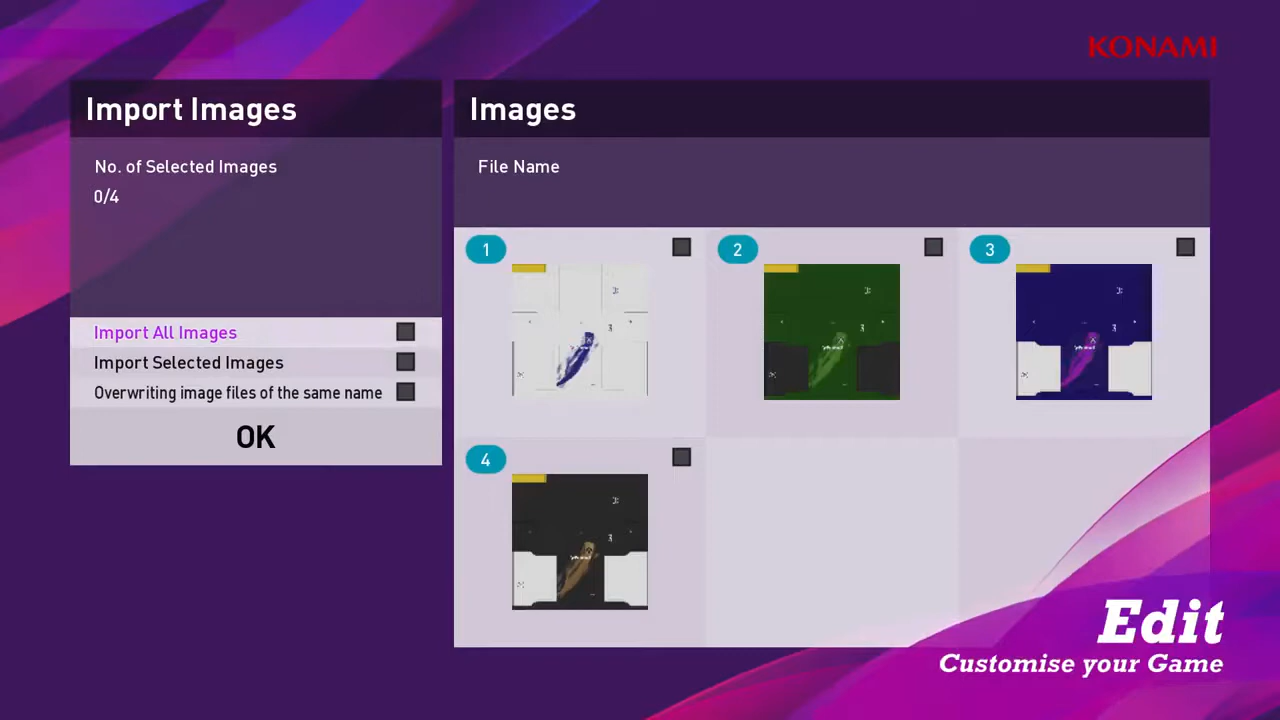 KONAMI
Import Images
No. of Selected Images
0/4
Import All Images
Import Selected Images
Overwriting image files of the same name
OK
Images
File Name
1
2
3
4
Edit
Customise your Game